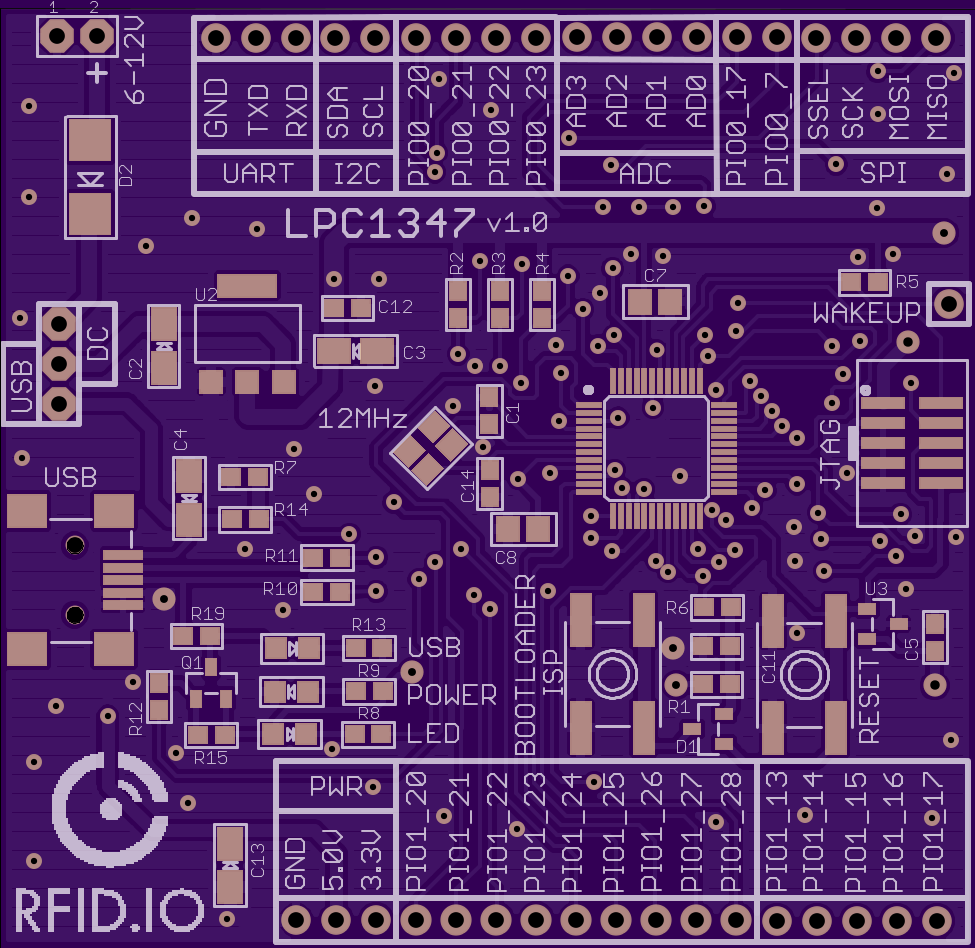 1 2
6-12V
+
D2
GND TXD RXD SDA SCL PIO0_20 PIO0_21 PIO0_22 PIO0_23 AD3 AD2 AD1 AD0 PIO0_17 PIO0_7 SSEL SCK MOSI MISO
UART I2C ADC SPI
LPC1347 v1.0
R2 R3 R4 C7 R5
U2 C12
WAKEUP
C2 C3
USB DC
12MHz C1
C4 JTAG
USB R7 C14
R14
C8
R11
R10
BOOTLOADER
ISP
R6 U3
R19 R13 USB
C11 C5
Q1 R9 POWER
R12 R8 LED
R1 RESET
R15 D1
PWR
GND 5.0V 3.3V PIO1_20 PIO1_21 PIO1_22 PIO1_23 PIO1_24 PIO1_25 PIO1_26 PIO1_27 PIO1_28 PIO1_13 PIO1_14 PIO1_15 PIO1_16 PIO1_17
C13
RFID.IO